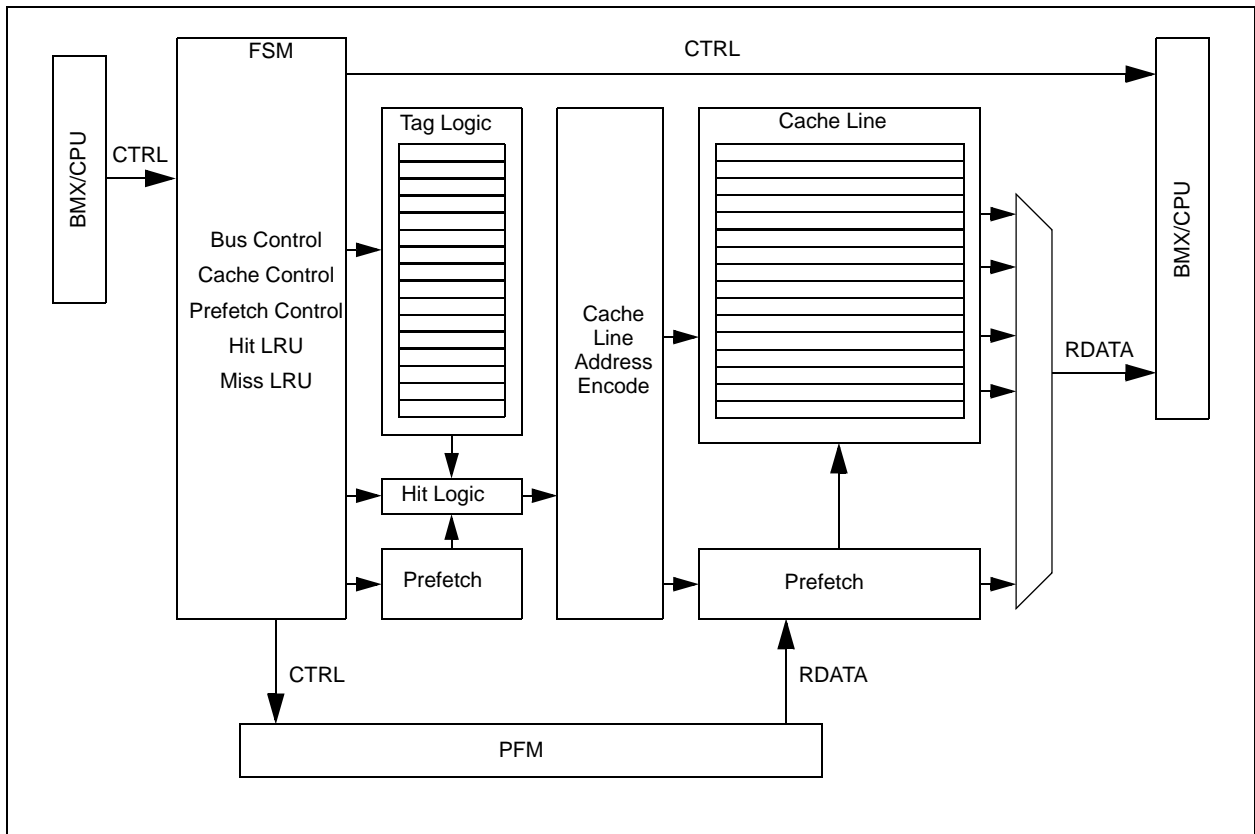 FSM
CTRL
BMX/CPU
CTRL
Tag Logic
Cache Line
BMX/CPU
Bus Control
Cache Control
Prefetch Control
Hit LRU
Miss LRU
Cache
Line
Address
Encode
RDATA
Hit Logic
Prefetch
Prefetch
CTRL
RDATA
PFM